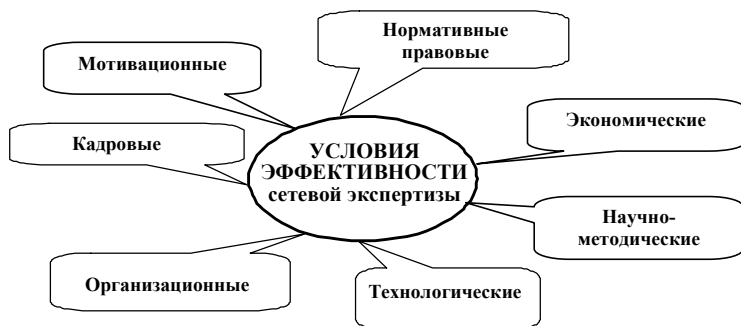 Нормативные
правовые
Мотивационные
Экономические
Кадровые
УСЛОВИЯ
ЭФФЕКТИВНОСТИ
сетевой экспертизы
Научно-
методические
Организационные
Технологические